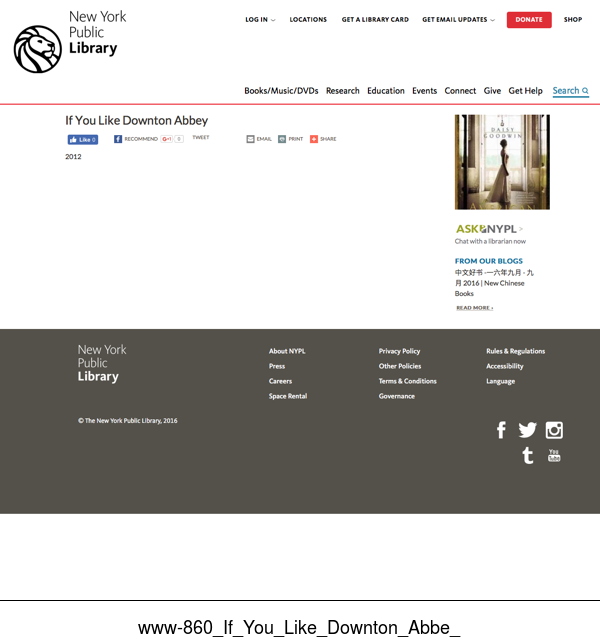 New York
Public
Library
LOG IN
LOCATIONS
GET A LIBRARY CARD
GET EMAIL UPDATES
DONATE
SHOP
Books/Music/DVDs
Research
Education
Events
Connect
Give
Get Help
Search
If You Like Downton Abbey
Like 0
RECOMMEND
G+1 0
TWEET
EMAIL
PRINT
SHARE
2012
DAISY
GOODWIN
ASK NYPL >
Chat with a librarian now
FROM OUR BLOGS
中文好书 -一六年九月 - 九
月 2016 | New Chinese
Books
READ MORE ›
New York
Public
Library
About NYPL
Press
Careers
Space Rental
Privacy Policy
Other Policies
Terms & Conditions
Governance
Rules & Regulations
Accessibility
Language
© The New York Public Library, 2016
You
Tube
www-860_If_You_Like_Downton_Abbe_